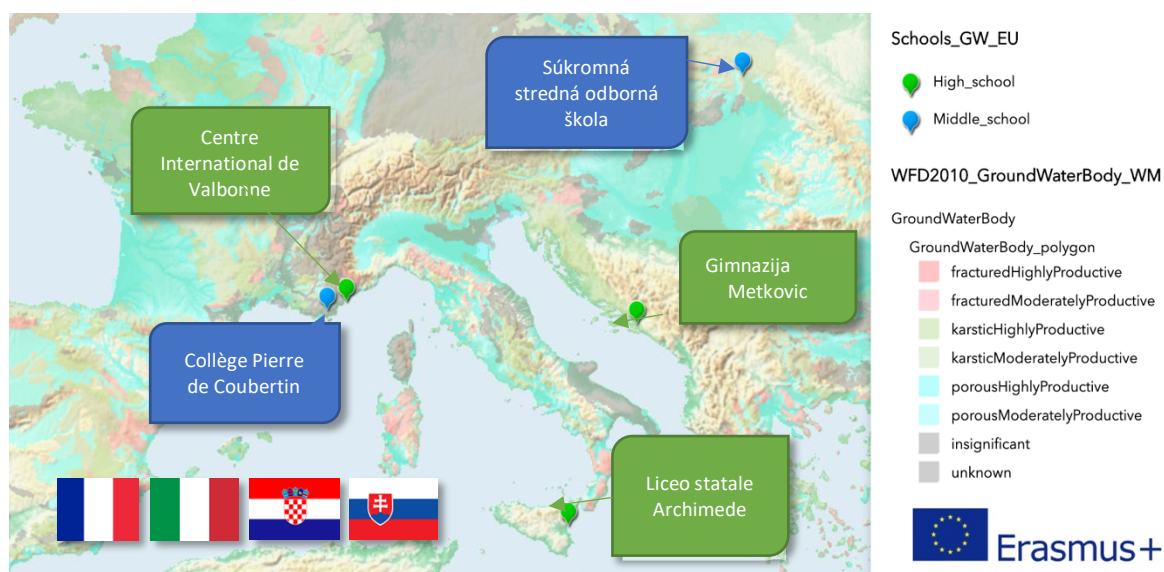 Súkromná
stredná odborná
škola
Centre
International de
Valbonne
Gimnazija
Metkovic
Collège Pierre
de Coubertin
Liceo statale
Archimede
Schools_GW_EU
High_school
Middle_school
WFD2010_GroundWaterBody_WM
GroundWaterBody
GroundWaterBody_polygon
fracturedHighlyProductive
fracturedModeratelyProductive
karsticHighlyProductive
karsticModeratelyProductive
porousHighlyProductive
porousModeratelyProductive
insignificant
unknown
Erasmus+